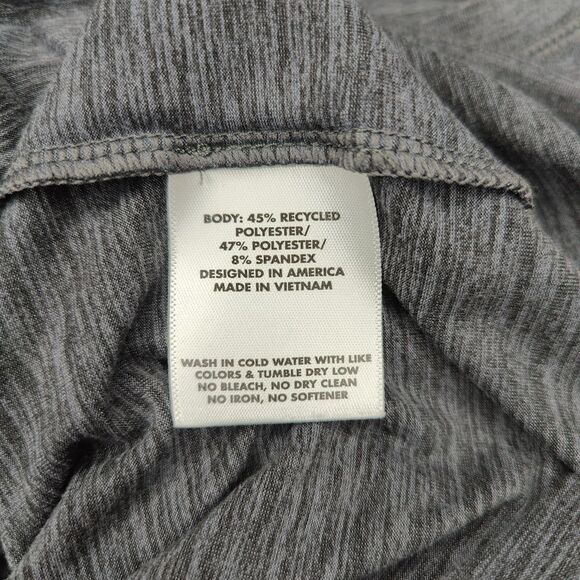 BODY: 45% RECYCLED
POLYESTER/
47% POLYESTER/
8% SPANDEX
DESIGNED IN AMERICA
MADE IN VIETNAM
WASH IN COLD WATER WITH LIKE
COLORS & TUMBLE DRY LOW
NO BLEACH, NO DRY CLEAN
NO IRON, NO SOFTENER